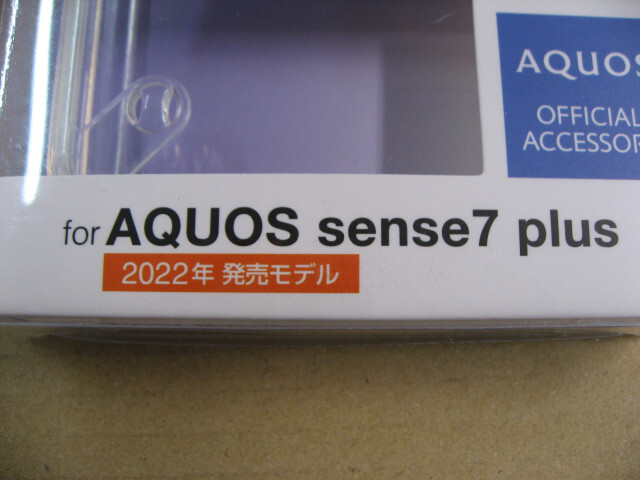 AQUOS
OFFICIAL
ACCESSOR
for AQUOS sense7 plus
2022年 発売モデル